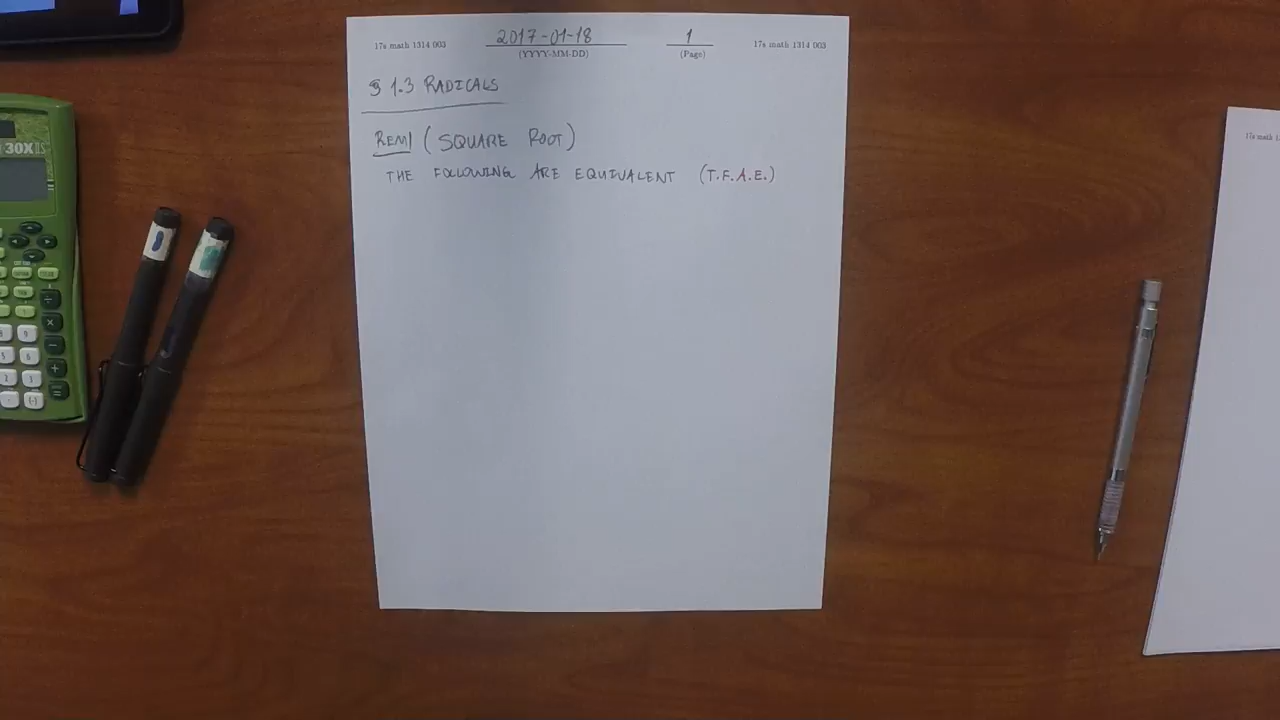 17s math 1314 003 2017-01-18 1 17s math 1314 003
(YYYY-MM-DD) (Page)
§ 1.3 RADICALS
REM (SQUARE ROOT)
THE FOLLOWING ARE EQUIVALENT (T.F.A.E.)
30X IIS
17s math 1